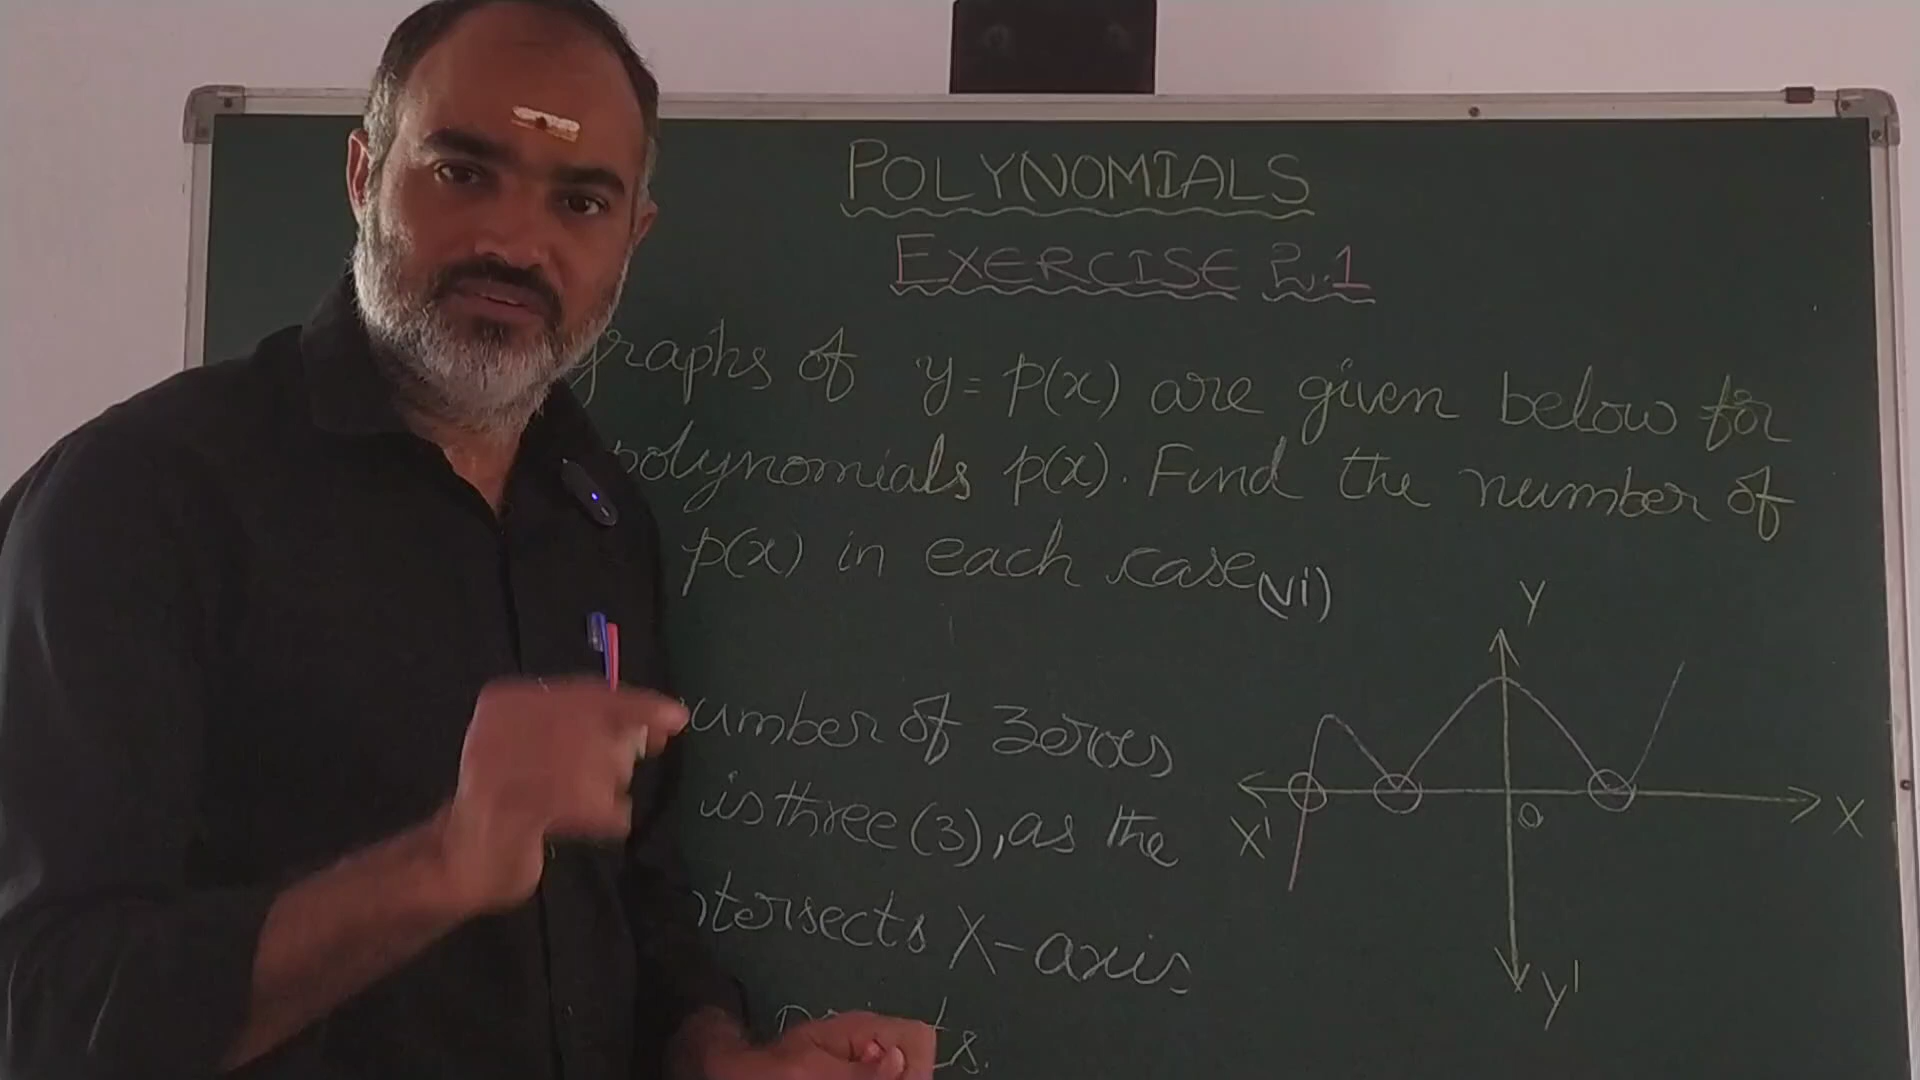 POLYNOMIALS
EXERCISE 2.1
graphs of y = p(x) are given below for
polynomials p(x). Find the number of
p(x) in each case
(vi)
umber of zeroes
is three (3), as the
ntersects X-axis
points.
Y
X'
O
X
Y'